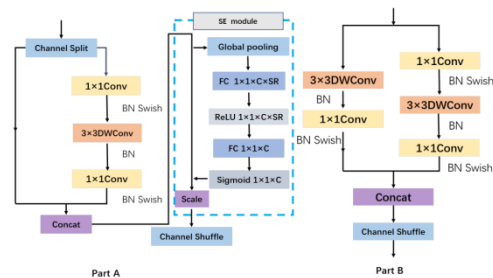 SE module
Channel Split
1×1Conv
BN Swish
3×3DWConv
BN
1×1Conv
BN Swish
Concat
Global pooling
FC 1×1×C×SR
ReLU 1×1×C×SR
FC 1×1×C
Sigmoid 1×1×C
Scale
Channel Shuffle
Part A
3×3DWConv
BN
1×1Conv
BN Swish
1×1Conv
BN Swish
3×3DWConv
BN
1×1Conv
BN Swish
Concat
Channel Shuffle
Part B